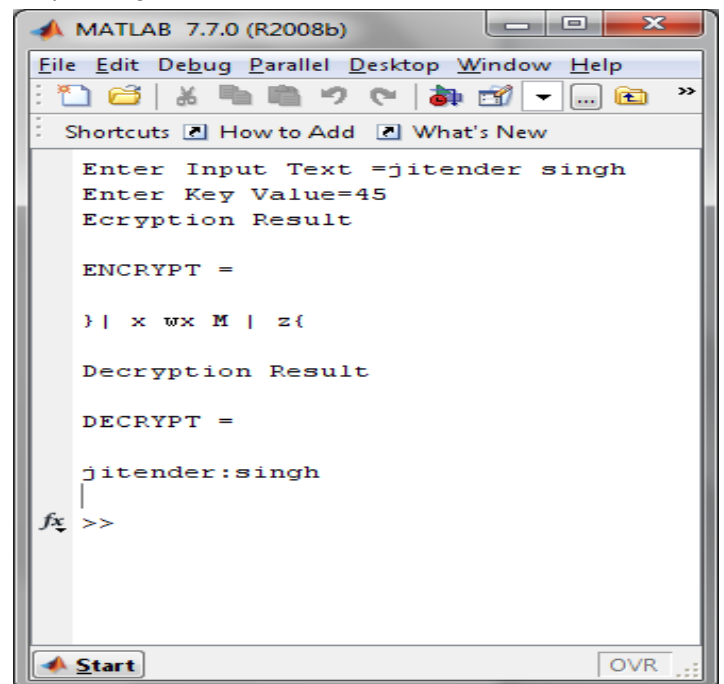 MATLAB 7.7.0 (R2008b)
File Edit Debug Parallel Desktop Window Help
Shortcuts How to Add What's New
Enter Input Text =jitender singh
Enter Key Value=45
Ecryption Result
ENCRYPT =
}| x wx M | z{
Decryption Result
DECRYPT =
jitender:singh
fx >>
Start OVR